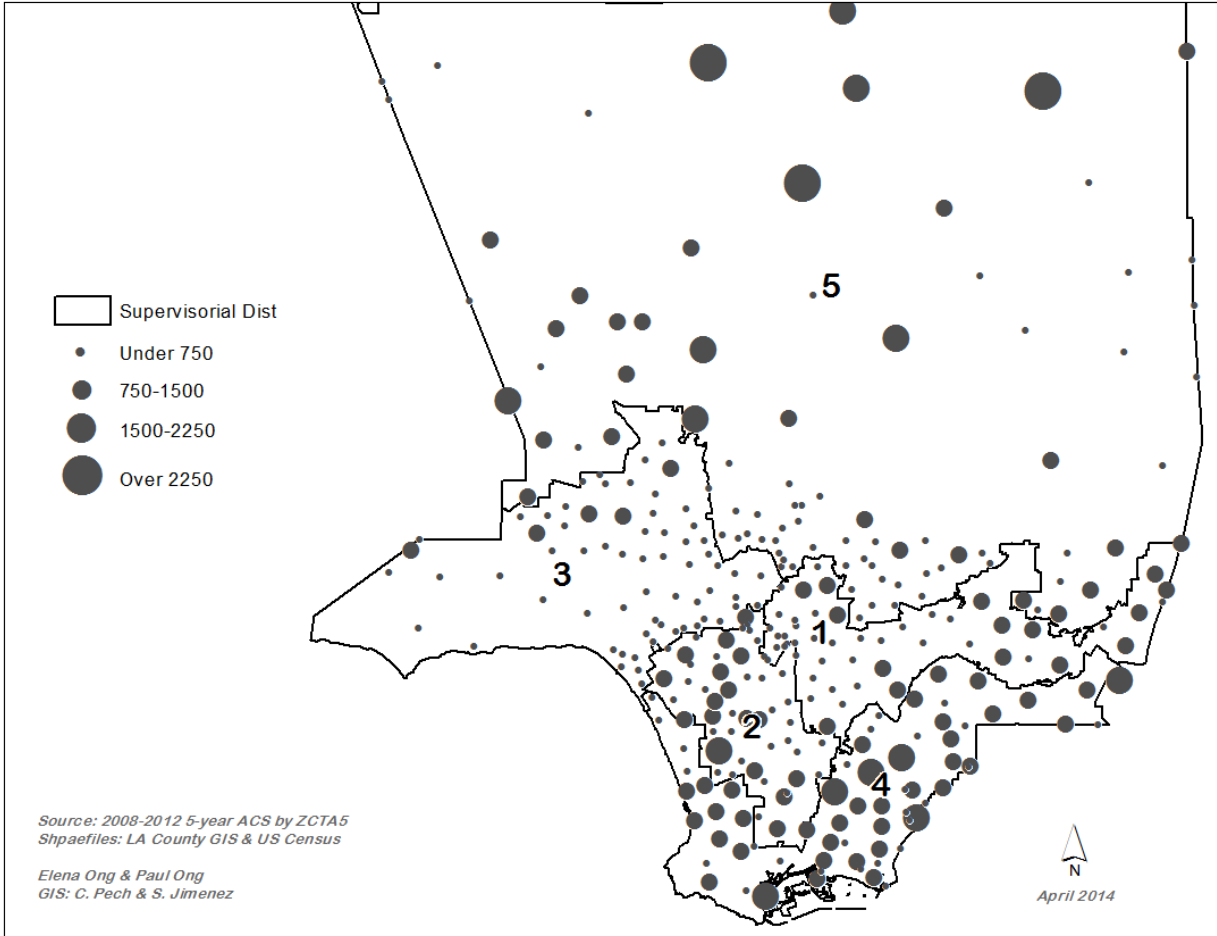 5
Supervisorial Dist
Under 750
750-1500
1500-2250
Over 2250
3
1
2
4
Source: 2008-2012 5-year ACS by ZCTA5
Shpaefiles: LA County GIS & US Census
Elena Ong & Paul Ong
GIS: C. Pech & S. Jimenez
N
April 2014